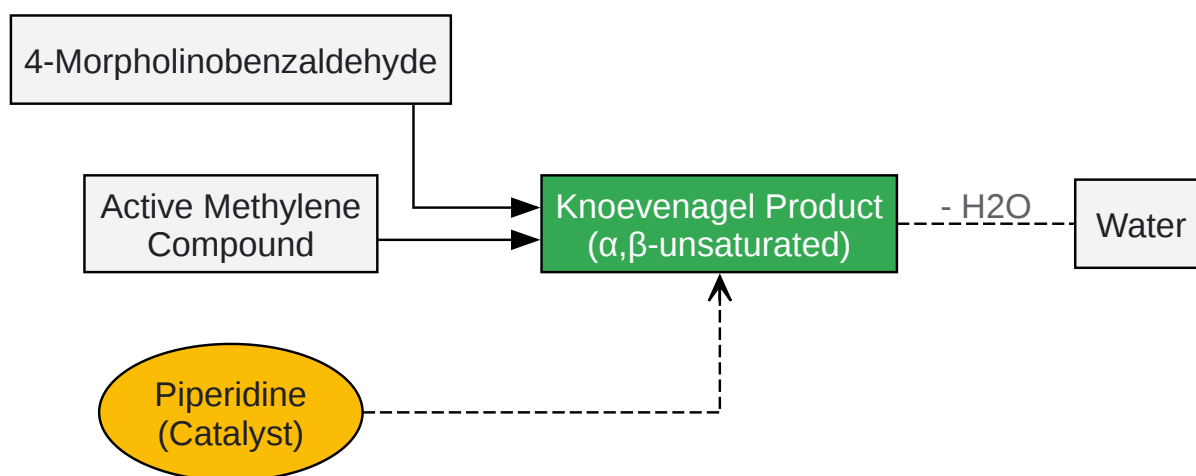 4-Morpholinobenzaldehyde
Active Methylene
Compound
Knoevenagel Product
(α,β-unsaturated)
- H2O
Water
Piperidine
(Catalyst)